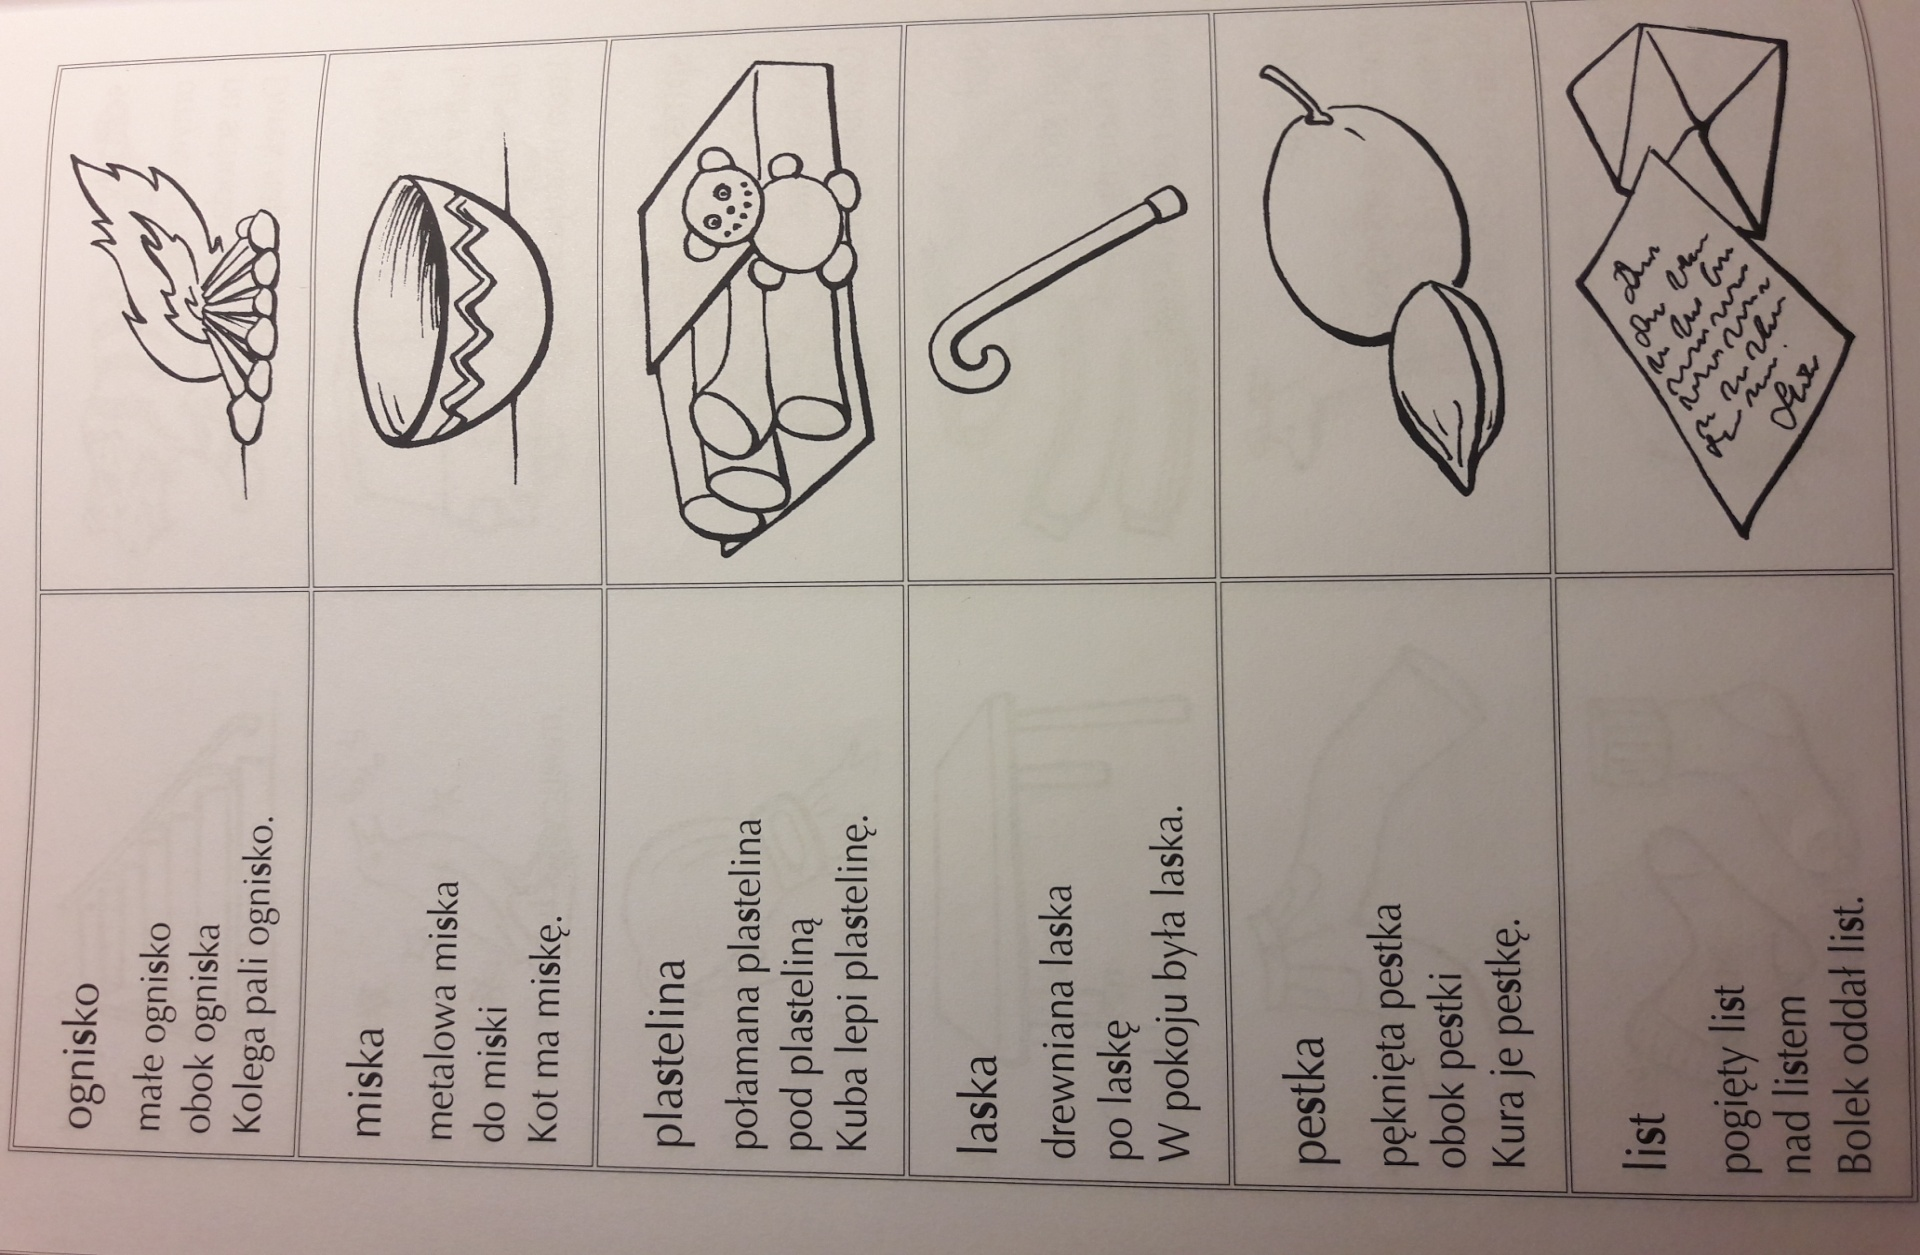 ognisko
małe ognisko
obok ogniska
Kolega pali ognisko.
miska
metalowa miska
do miski
Kot ma miskę.
plastelina
połamana plastelina
pod plasteliną
Kuba lepi plastelinę.
laska
drewniana laska
po laskę
W pokoju była laska.
pestka
pęknięta pestka
obok pestki
Kura je pestkę.
list
pogięty list
nad listem
Bolek oddał list.